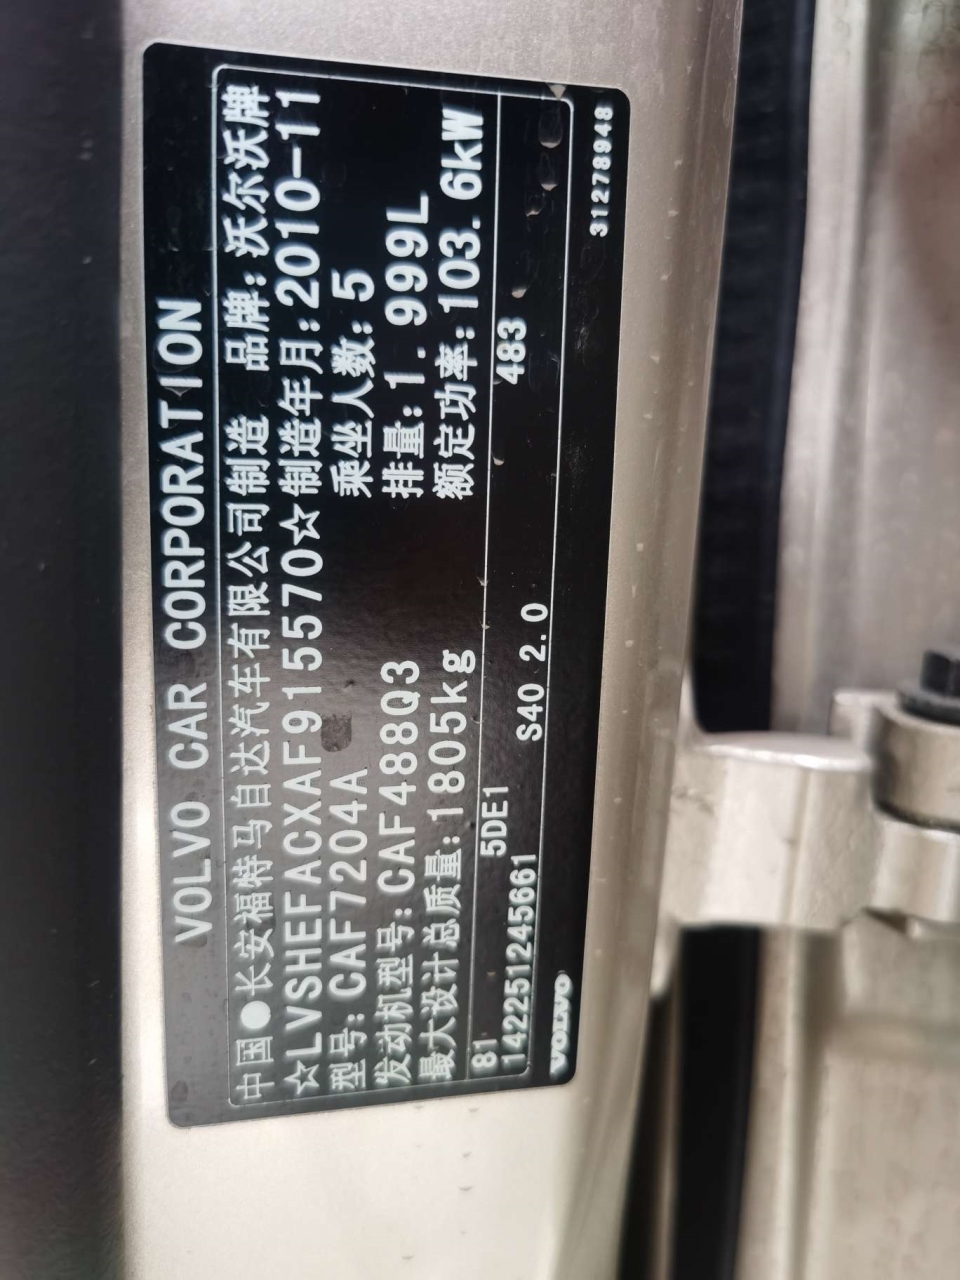 VOLVO CAR CORPORATION
中国●长安福特马自达汽车有限公司制造 品牌:沃尔沃牌
☆LVSHEFACXAF915570☆ 制造年月:2010-11
型号:CAF7204A 乘坐人数:5
发动机型号:CAF488Q3 排量:1.999L
最大设计总质量:1805kg 额定功率:103.6kW
81 5DE1 483
142251245661 S40 2.0
VOLVO 31278948